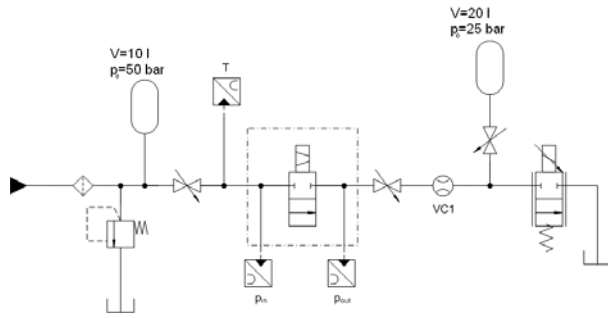 V=10 l
p₀=50 bar
T
V=20 l
p₀=25 bar
VC1
pᵢₙ
pₒᵤₜ